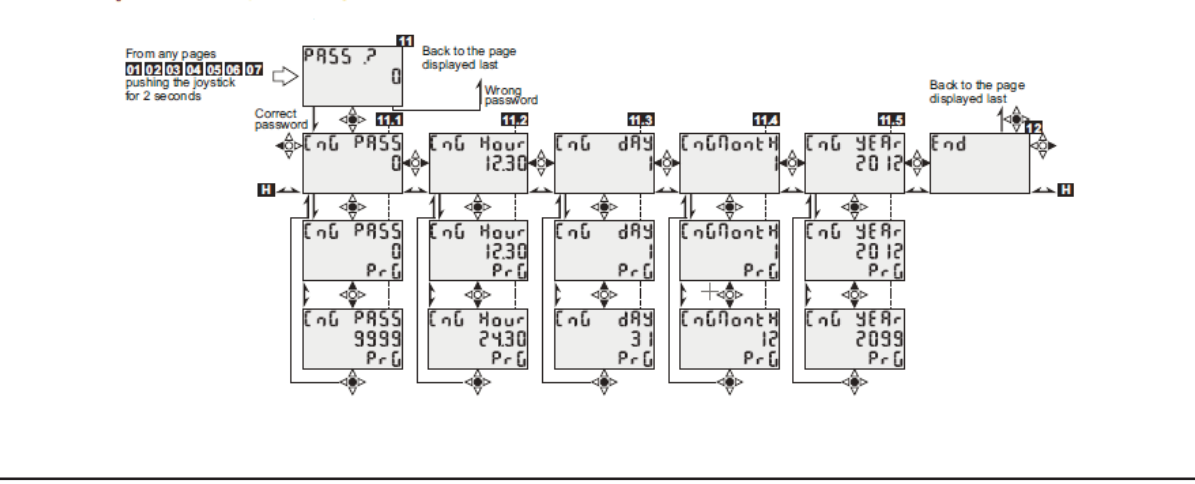 11
PASS .?
0
From any pages
01 02 03 04 05 06 07
pushing the joystick
for 2 seconds
Back to the page
displayed last
Wrong
password
Back to the page
displayed last
Correct
password
11.1
11.2
11.3
11.4
11.5
12
CnG PASS
0
CnG Hour
12.30
CnG dAY
1
CnGMontH
1
CnG YEAr
2012
End
H
H
CnG PASS
0
PrG
CnG Hour
12.30
PrG
CnG dAY
1
PrG
CnGMontH
1
PrG
CnG YEAr
2012
PrG
CnG PASS
9999
PrG
CnG Hour
24.30
PrG
CnG dAY
31
PrG
CnGMontH
12
PrG
CnG YEAr
2099
PrG